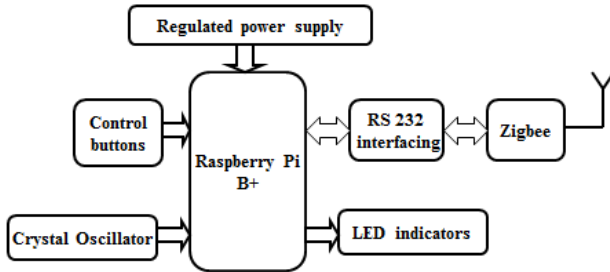 Regulated power supply
Control
buttons
Raspberry Pi
B+
RS 232
interfacing
Zigbee
Crystal Oscillator
LED indicators